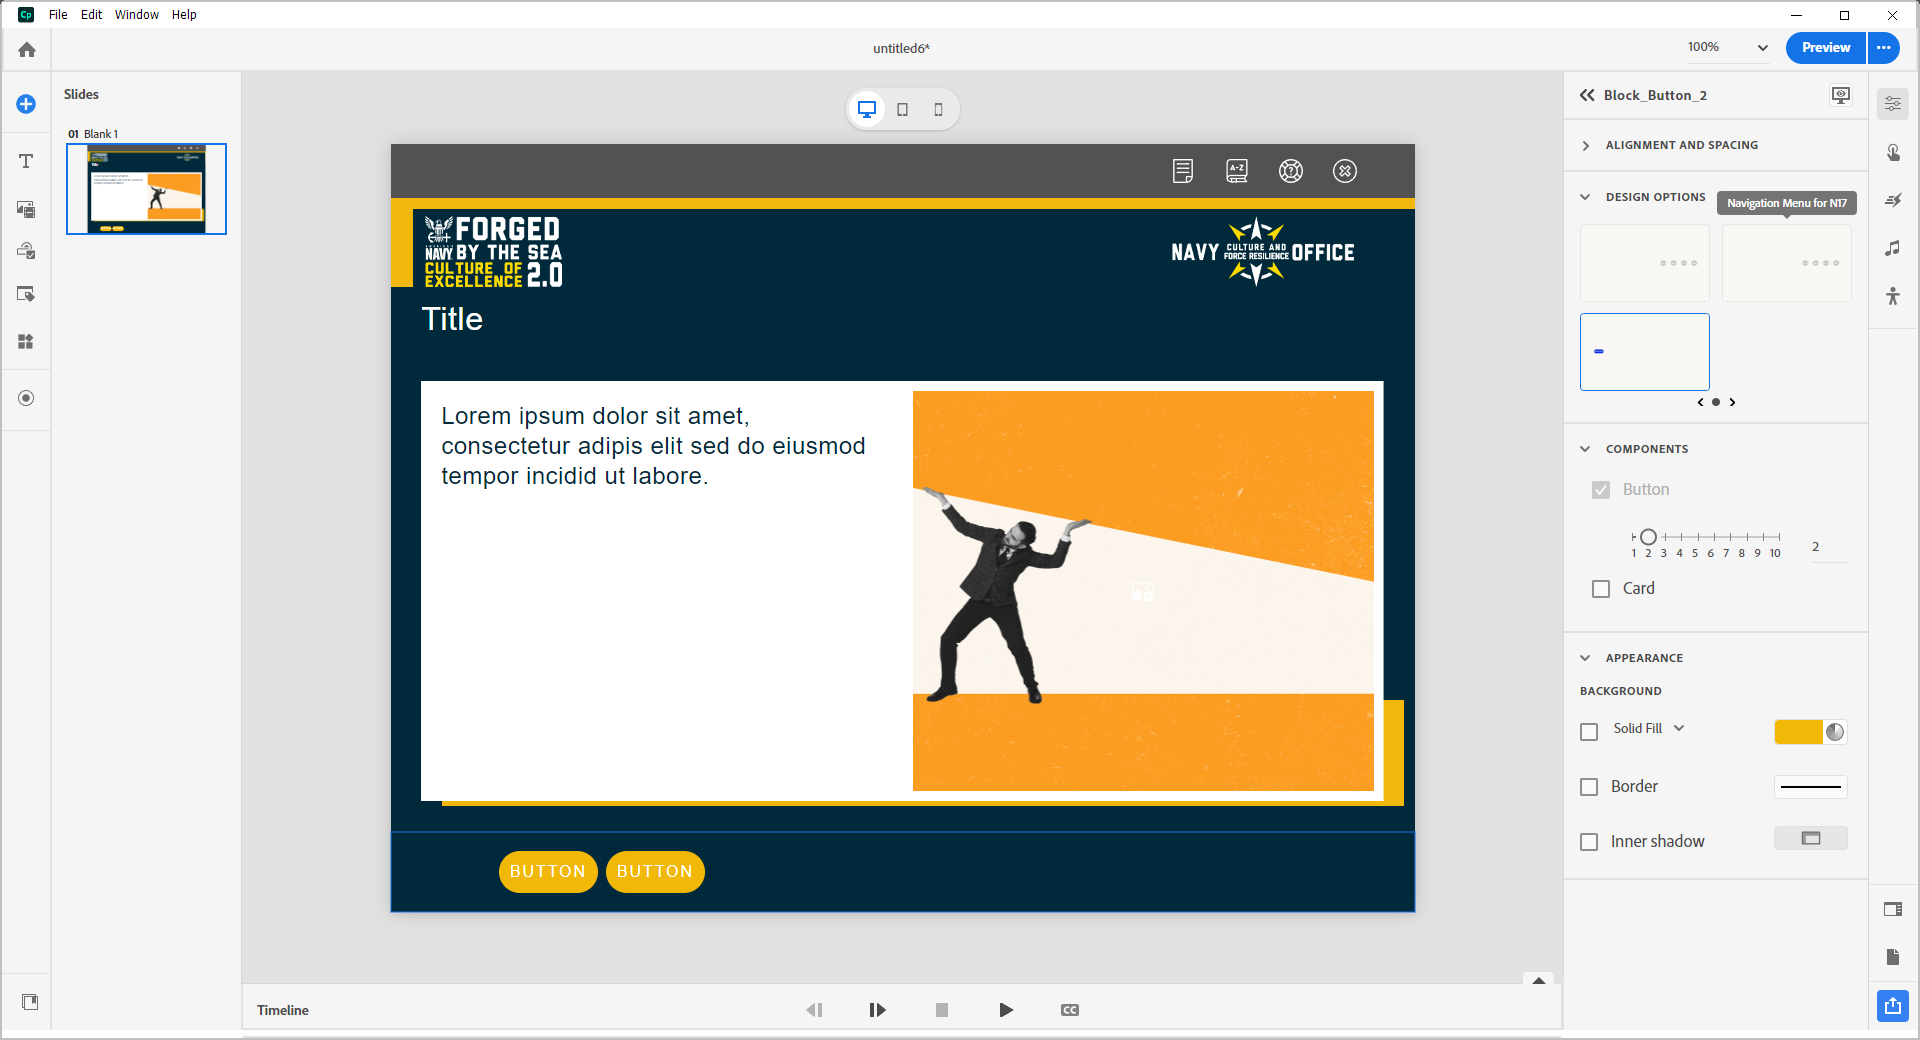 Cp File Edit Window Help
untitled6*
100%
Preview
Slides
01 Blank 1
Block_Button_2
ALIGNMENT AND SPACING
DESIGN OPTIONS
Navigation Menu for N17
A-Z
?
FORGED
NAVY BY THE SEA
CULTURE OF
EXCELLENCE 2.0
NAVY CULTURE AND FORCE RESILIENCE OFFICE
Title
Lorem ipsum dolor sit amet,
consectetur adipis elit sed do eiusmod
tempor incidid ut labore.
BUTTON BUTTON
COMPONENTS
Button
1 2 3 4 5 6 7 8 9 10
2
Card
APPEARANCE
BACKGROUND
Solid Fill
Border
Inner shadow
Timeline
CC